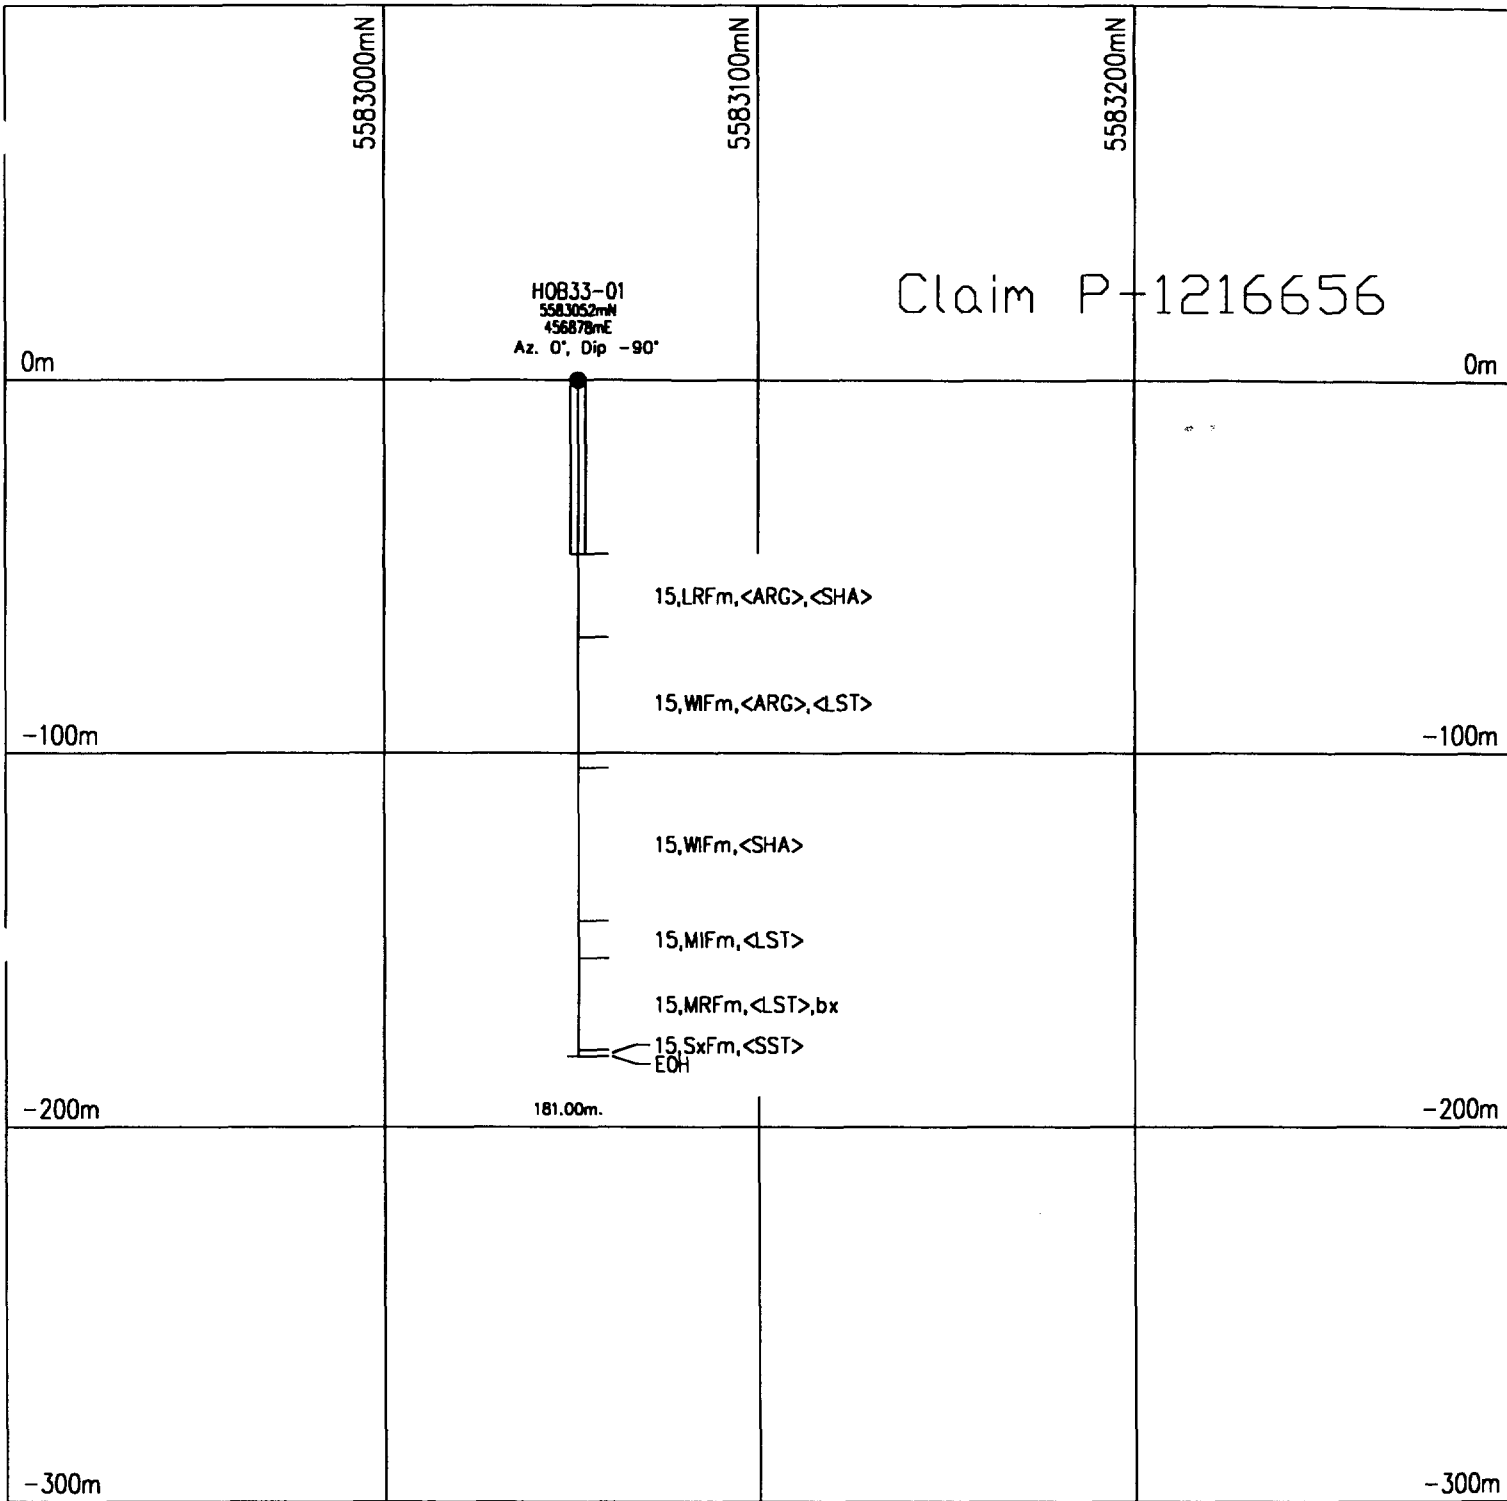 5583000mN
5583100mN
5583200mN
Claim P-1216656
HOB33-01
5583052mN
456878mE
Az. 0°, Dip -90°
0m
0m
15,LRFm,<ARG>,<SHA>
15,WIFm,<ARG>,<LST>
-100m
-100m
15,WIFm,<SHA>
15,MIFm,<LST>
15,MRFm,<LST>,bx
15,SxFm,<SST>
EOH
181.00m.
-200m
-200m
-300m
-300m